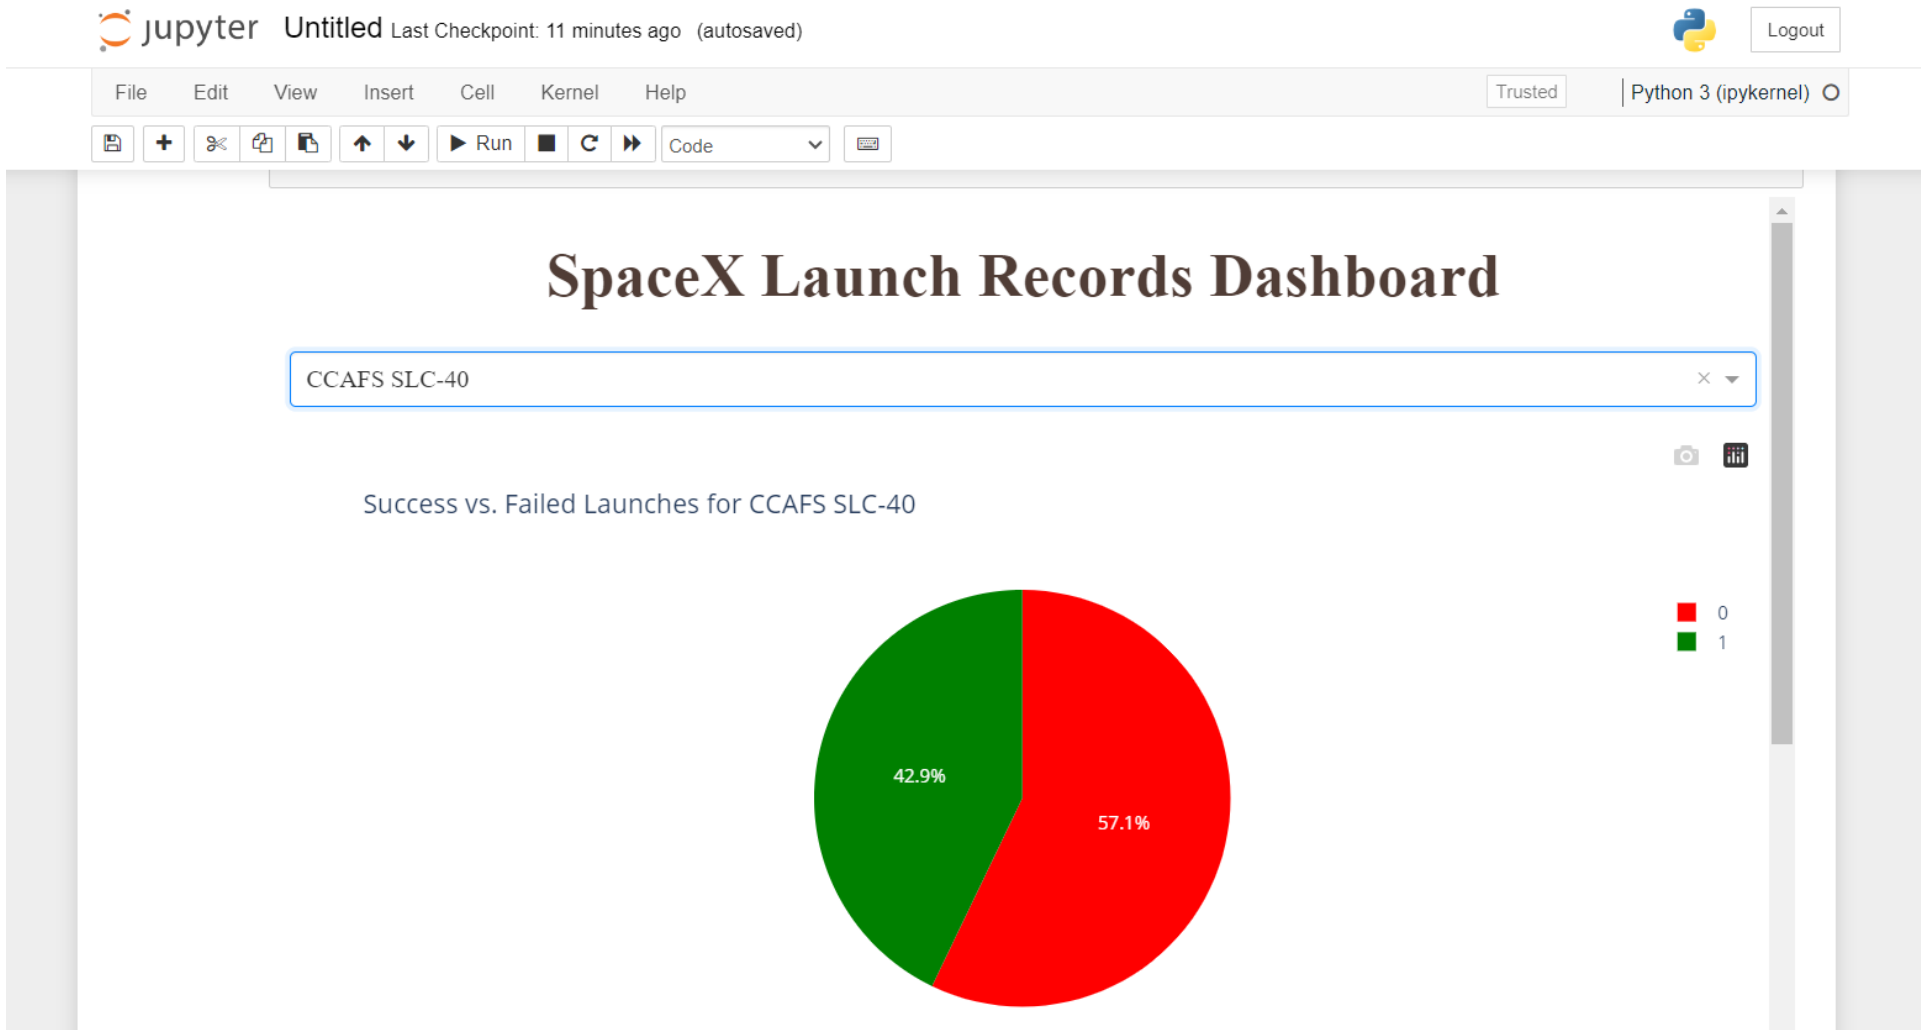 jupyter Untitled Last Checkpoint: 11 minutes ago (autosaved) Logout
File Edit View Insert Cell Kernel Help Trusted Python 3 (ipykernel)
Run Code
SpaceX Launch Records Dashboard
CCAFS SLC-40
Success vs. Failed Launches for CCAFS SLC-40
0
1
42.9%
57.1%